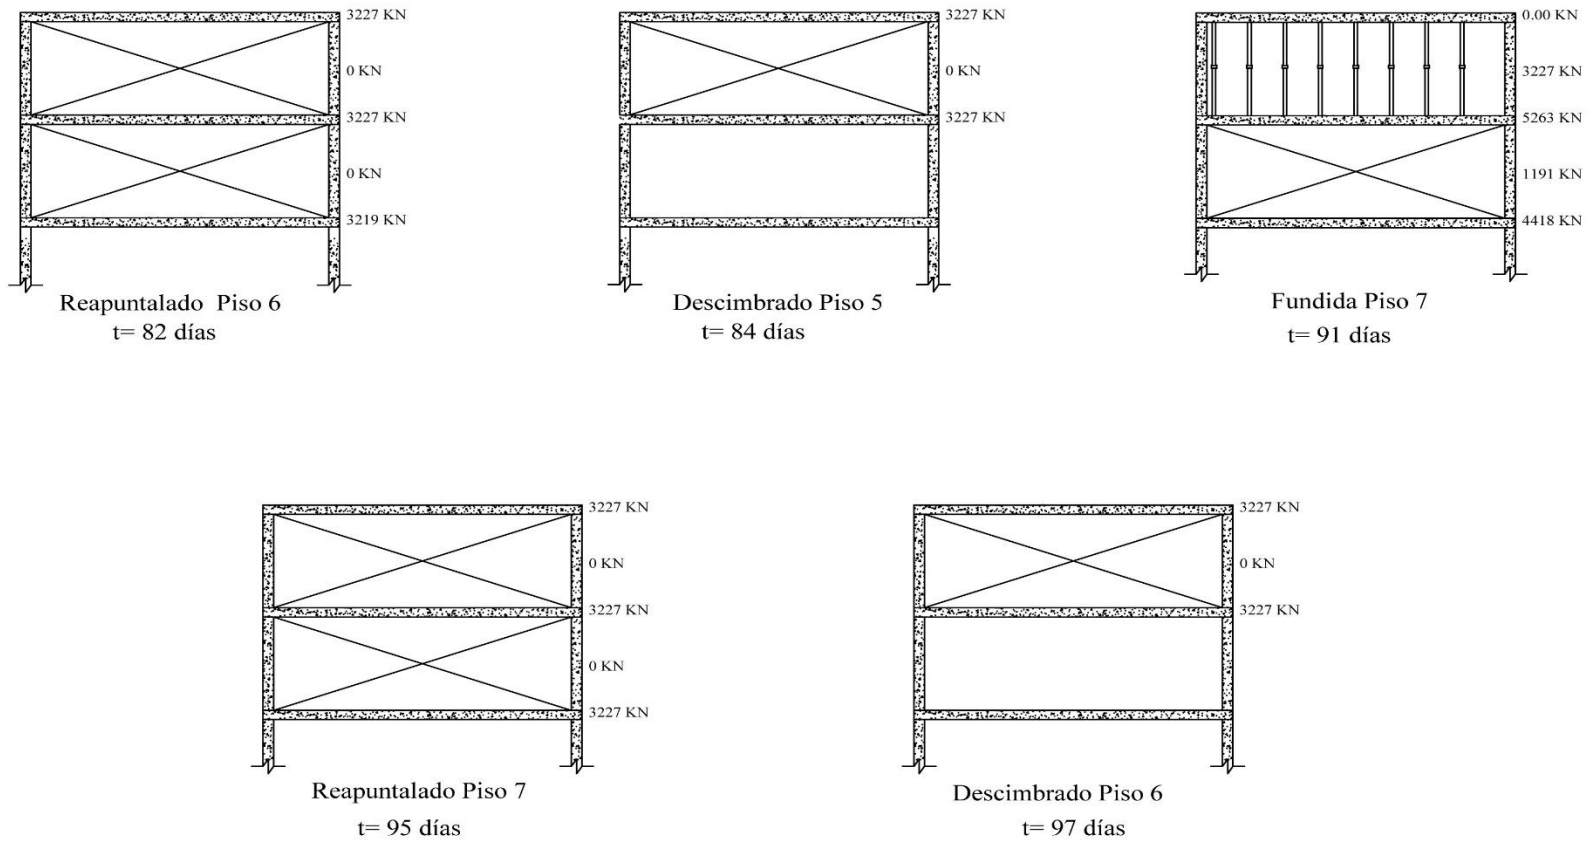 3227 KN
0 KN
3227 KN
0 KN
3219 KN
Reapuntalado Piso 6
t= 82 días
3227 KN
0 KN
3227 KN
Descimbrado Piso 5
t= 84 días
0.00 KN
3227 KN
5263 KN
1191 KN
4418 KN
Fundida Piso 7
t= 91 días
3227 KN
0 KN
3227 KN
0 KN
3227 KN
Reapuntalado Piso 7
t= 95 días
3227 KN
0 KN
3227 KN
Descimbrado Piso 6
t= 97 días